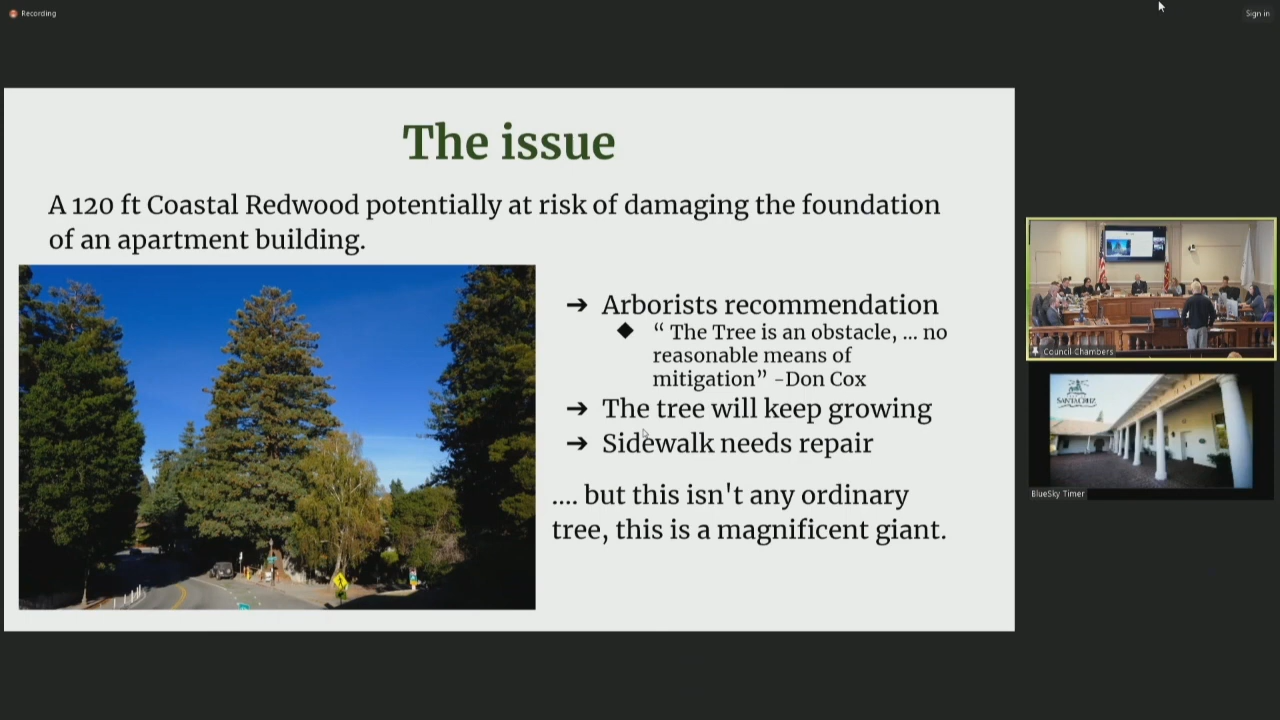 Recording
Sign in
The issue
A 120 ft Coastal Redwood potentially at risk of damaging the foundation
of an apartment building.
➔ Arborists recommendation
◆ “ The Tree is an obstacle, ... no
reasonable means of
mitigation” -Don Cox
➔ The tree will keep growing
➔ Sidewalk needs repair
.... but this isn't any ordinary
tree, this is a magnificent giant.
Council Chambers
SANTA CRUZ
BlueSky Timer